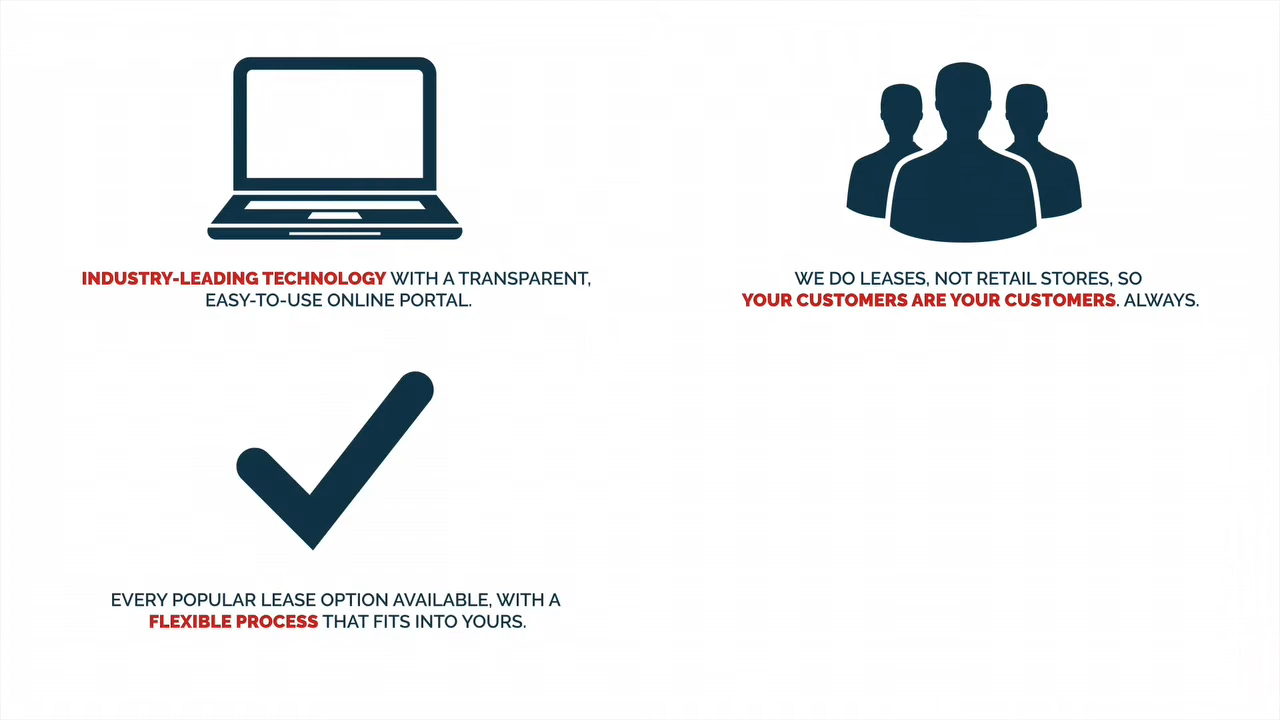 INDUSTRY-LEADING TECHNOLOGY WITH A TRANSPARENT,
EASY-TO-USE ONLINE PORTAL.
WE DO LEASES, NOT RETAIL STORES, SO
YOUR CUSTOMERS ARE YOUR CUSTOMERS. ALWAYS.
EVERY POPULAR LEASE OPTION AVAILABLE, WITH A
FLEXIBLE PROCESS THAT FITS INTO YOURS.